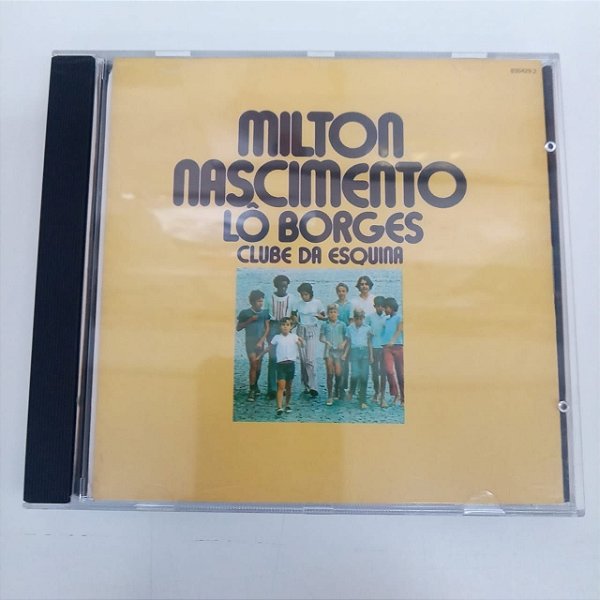 MILTON
NASCIMENTO
LÔ BORGES
CLUBE DA ESQUINA